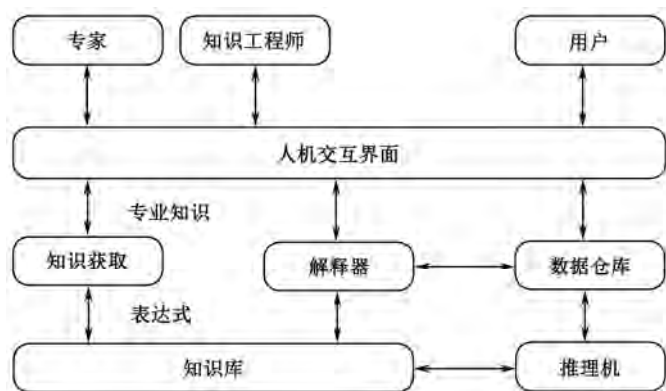 专家
知识工程师
用户
人机交互界面
专业知识
知识获取
解释器
数据仓库
表达式
知识库
推理机